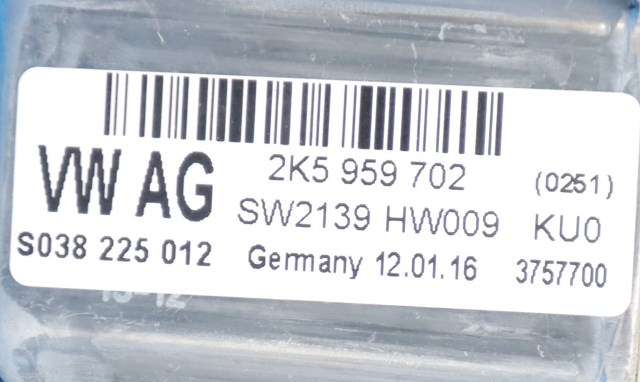 VW AG 2K5 959 702 (0251)
SW2139 HW009 KU0
S038 225 012 Germany 12.01.16 3757700